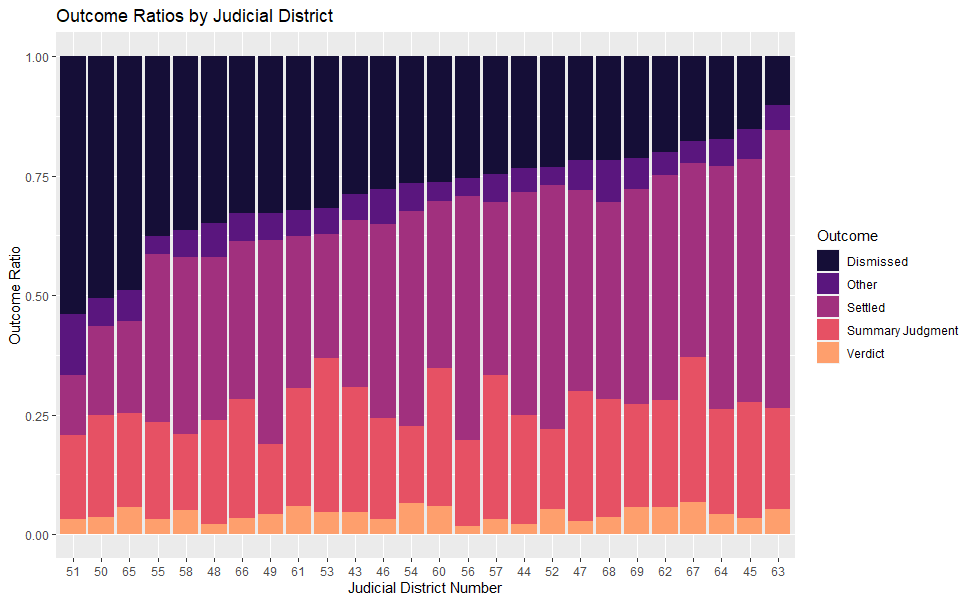 Outcome Ratios by Judicial District
1.00
0.75
0.50
0.25
0.00
Outcome Ratio
51 50 65 55 58 48 66 49 61 53 43 46 54 60 56 57 44 52 47 68 69 62 67 64 45 63
Judicial District Number
Outcome
Dismissed
Other
Settled
Summary Judgment
Verdict